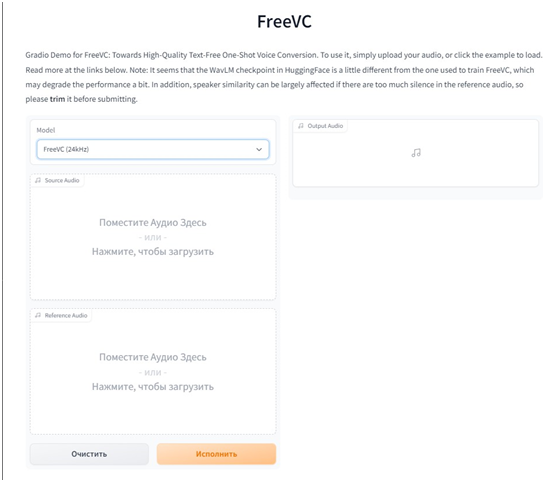 FreeVC
Gradio Demo for FreeVC: Towards High-Quality Text-Free One-Shot Voice Conversion. To use it, simply upload your audio, or click the example to load.
Read more at the links below. Note: It seems that the WavLM checkpoint in HuggingFace is a little different from the one used to train FreeVC, which
may degrade the performance a bit. In addition, speaker similarity can be largely affected if there are too much silence in the reference audio, so
please trim it before submitting.
Model
FreeVC (24kHz)
Output Audio
Source Audio
Поместите Аудио Здесь
- или -
Нажмите, чтобы загрузить
Reference Audio
Поместите Аудио Здесь
- или -
Нажмите, чтобы загрузить
Очистить
Исполнить